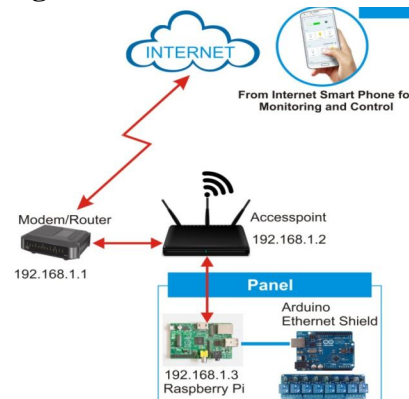 INTERNET
From Internet Smart Phone fo
Monitoring and Control
Modem/Router
192.168.1.1
Accesspoint
192.168.1.2
Panel
Arduino
Ethernet Shield
192.168.1.3
Raspberry Pi